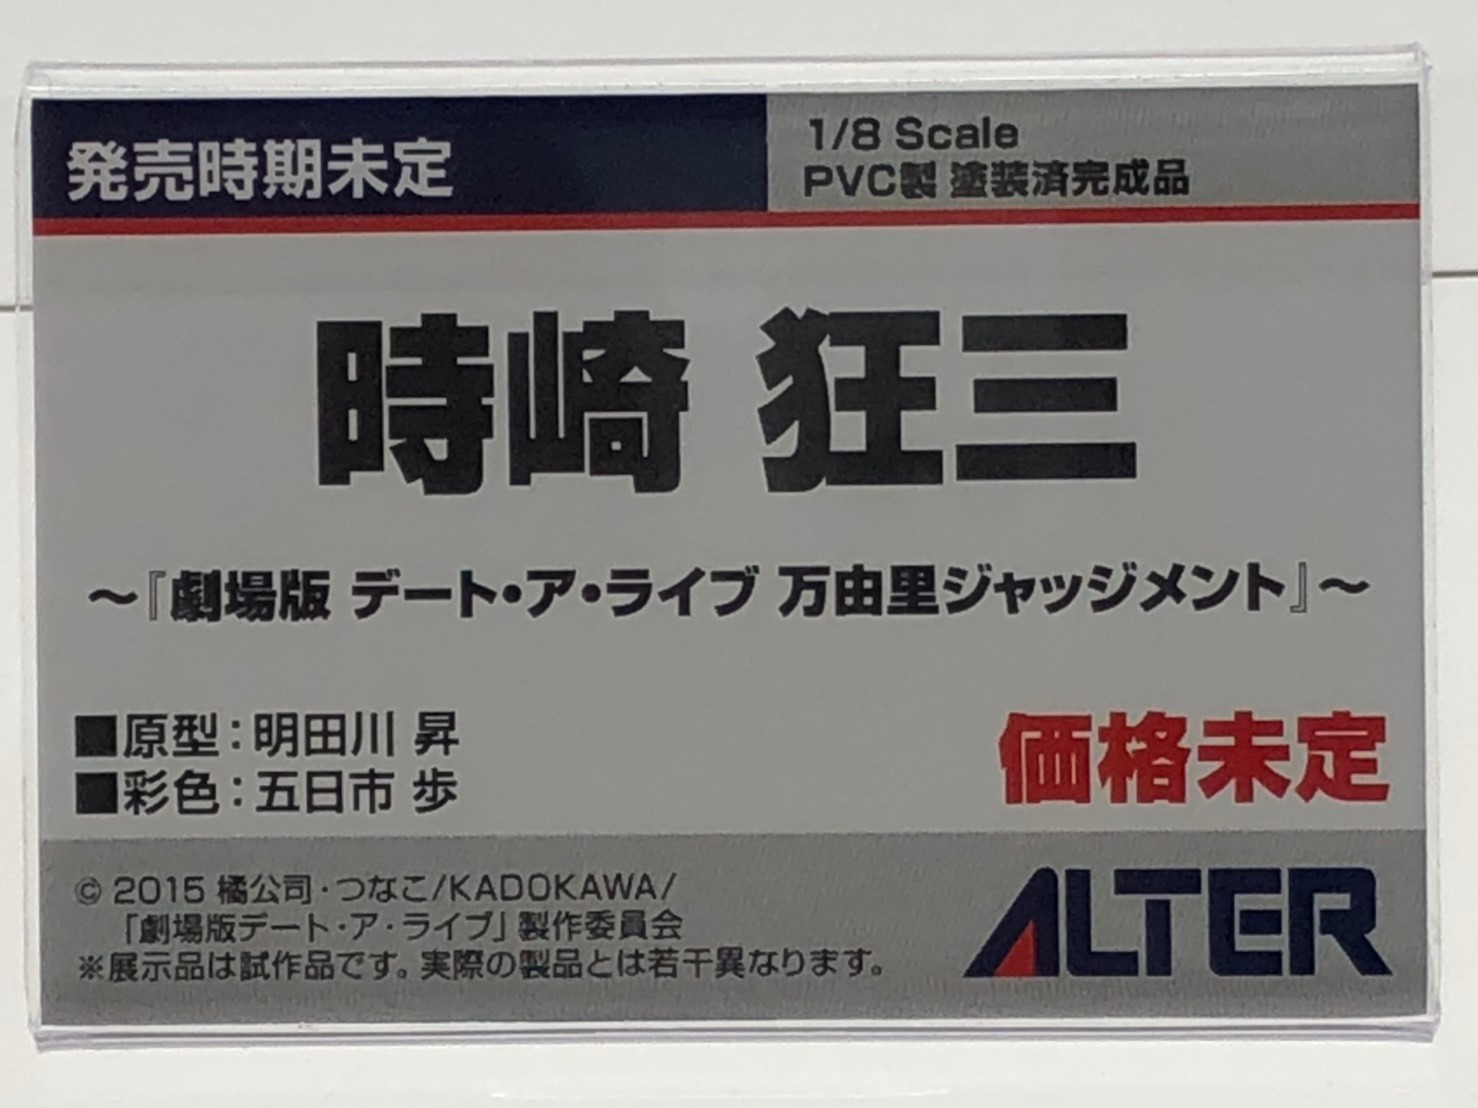 発売時期未定
1/8 Scale
PVC製 塗装済完成品
時崎 狂三
～『劇場版 デート・ア・ライブ 万由里ジャッジメント』～
■原型：明田川 昇
■彩色：五日市 歩
価格未定
© 2015 橘公司・つなこ/KADOKAWA/
「劇場版デート・ア・ライブ」製作委員会
※展示品は試作品です。実際の製品とは若干異なります。
ALTER